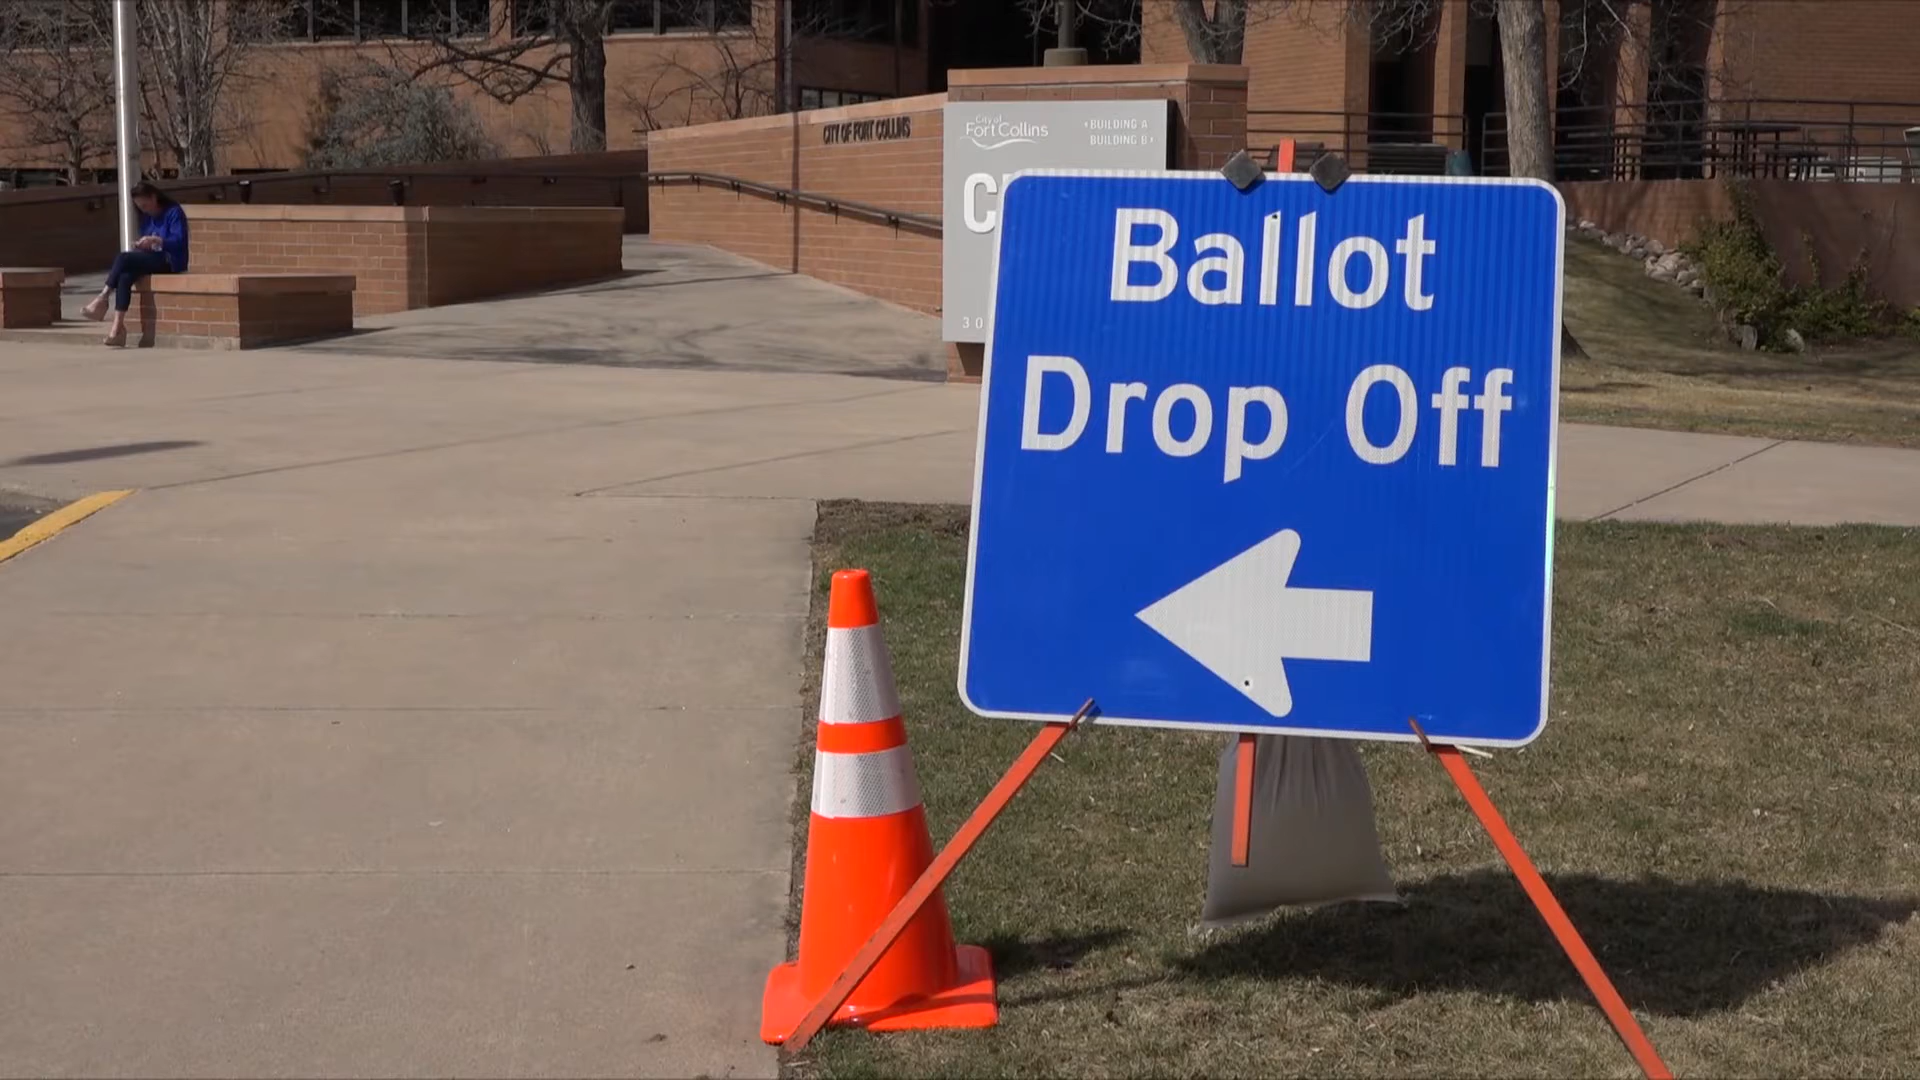 CITY OF FORT COLLINS
City of
Fort Collins
BUILDING A
BUILDING B
Ballot
Drop Off